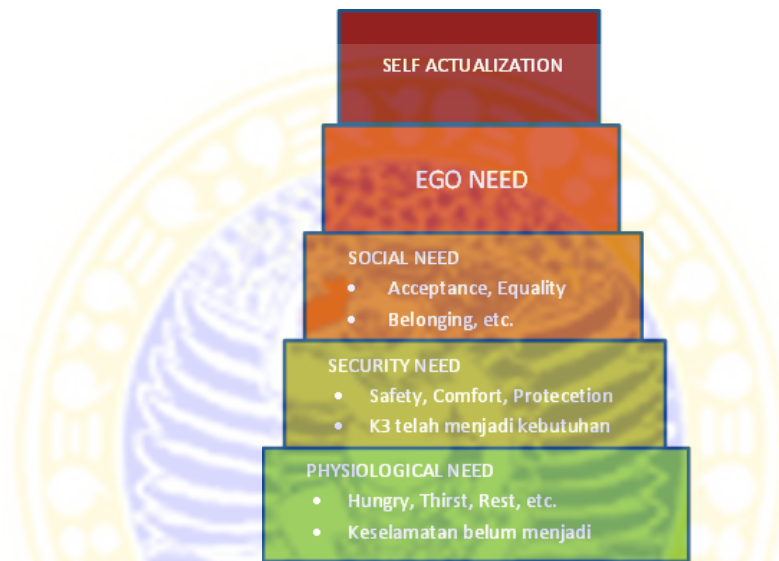 SELF ACTUALIZATION
EGO NEED
SOCIAL NEED
• Acceptance, Equality
• Belonging, etc.
SECURITY NEED
• Safety, Comfort, Protecetion
• K3 telah menjadi kebutuhan
PHYSIOLOGICAL NEED
• Hungry, Thirst, Rest, etc.
• Keselamatan belum menjadi